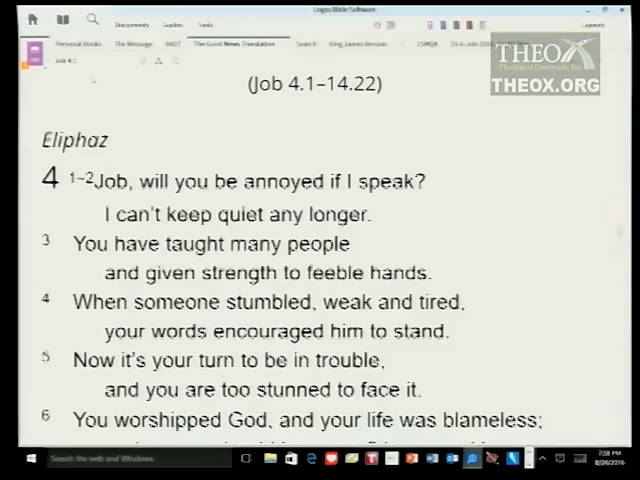 Logos Bible Software
Documents Guides Tools Layouts
Personal Books The Message The Good News Translation Search King James Version
Job 4.1
THEOX
THEOX.ORG
(Job 4.1–14.22)
Eliphaz
4 1–2 Job, will you be annoyed if I speak?
I can't keep quiet any longer.
3 You have taught many people
and given strength to feeble hands.
4 When someone stumbled, weak and tired,
your words encouraged him to stand.
5 Now it's your turn to be in trouble,
and you are too stunned to face it.
6 You worshipped God, and your life was blameless;
Search the web and Windows
7:58 PM
8/26/2016